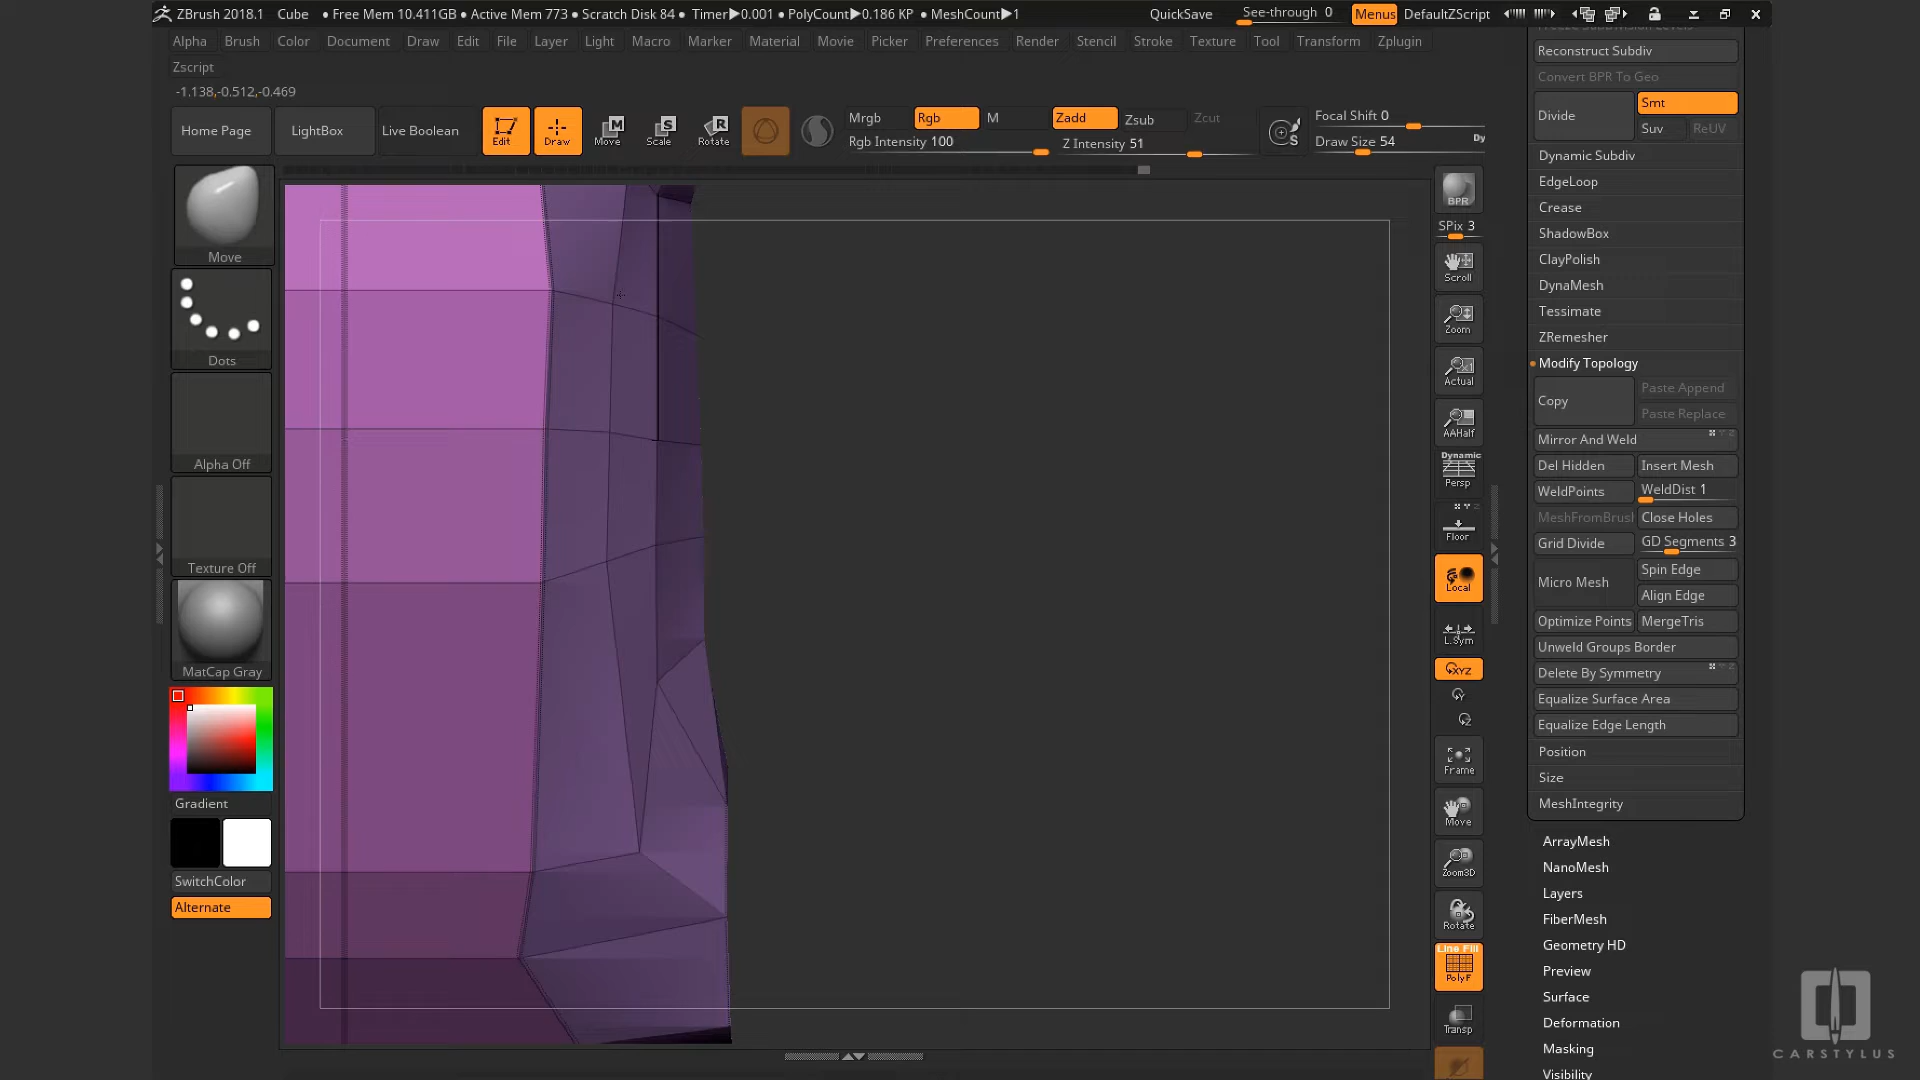 ZBrush 2018.1 Cube • Free Mem 10.411GB • Active Mem 773 • Scratch Disk 84 • Timer▶0.001 • PolyCount▶0.186 KP • MeshCount▶1 QuickSave See-through 0 Menus DefaultZScript
Alpha Brush Color Document Draw Edit File Layer Light Macro Marker Material Movie Picker Preferences Render Stencil Stroke Texture Tool Transform Zplugin
Zscript
-1.138,-0.512,-0.469
Home Page LightBox Live Boolean Edit Draw Move Scale Rotate
Mrgb Rgb M Zadd Zsub Zcut Focal Shift 0
Rgb Intensity 100 Z Intensity 51 Draw Size 54 Dy
Move
Dots
Alpha Off
Texture Off
MatCap Gray
Gradient
SwitchColor
Alternate
BPR
SPix 3
Scroll
Zoom
Actual
AAHalf
Dynamic
Persp
Floor
Local
L.Sym
XYZ
Frame
Move
Zoom3D
Rotate
Line Fill
PolyF
Transp
Freeze Subdivision Levels
Reconstruct Subdiv
Convert BPR To Geo
Divide Smt
Suv ReUV
Dynamic Subdiv
EdgeLoop
Crease
ShadowBox
ClayPolish
DynaMesh
Tessimate
ZRemesher
Modify Topology
Copy Paste Append
Paste Replace
Mirror And Weld
Del Hidden Insert Mesh
WeldPoints WeldDist 1
MeshFromBrush Close Holes
Grid Divide GD Segments 3
Micro Mesh Spin Edge
Align Edge
Optimize Points MergeTris
Unweld Groups Border
Delete By Symmetry
Equalize Surface Area
Equalize Edge Length
Position
Size
MeshIntegrity
ArrayMesh
NanoMesh
Layers
FiberMesh
Geometry HD
Preview
Surface
Deformation
Masking
Visibility
CARSTYLUS